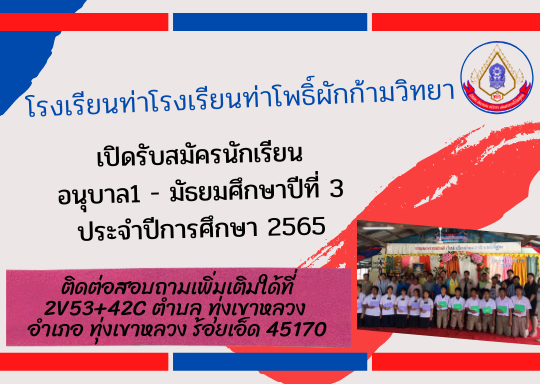 โรงเรียนท่าโรงเรียนท่าโพธิ์ผักก้ามวิทยา
เปิดรับสมัครนักเรียน
อนุบาล1 - มัธยมศึกษาปีที่ 3
ประจำปีการศึกษา 2565
ติดต่อสอบถามเพิ่มเติมใด้ที่
2V53+42C ตำบล ทุ่งเขาหลวง
อำเภอ ทุ่งเขาหลวง ร้อยเอ็ด 45170